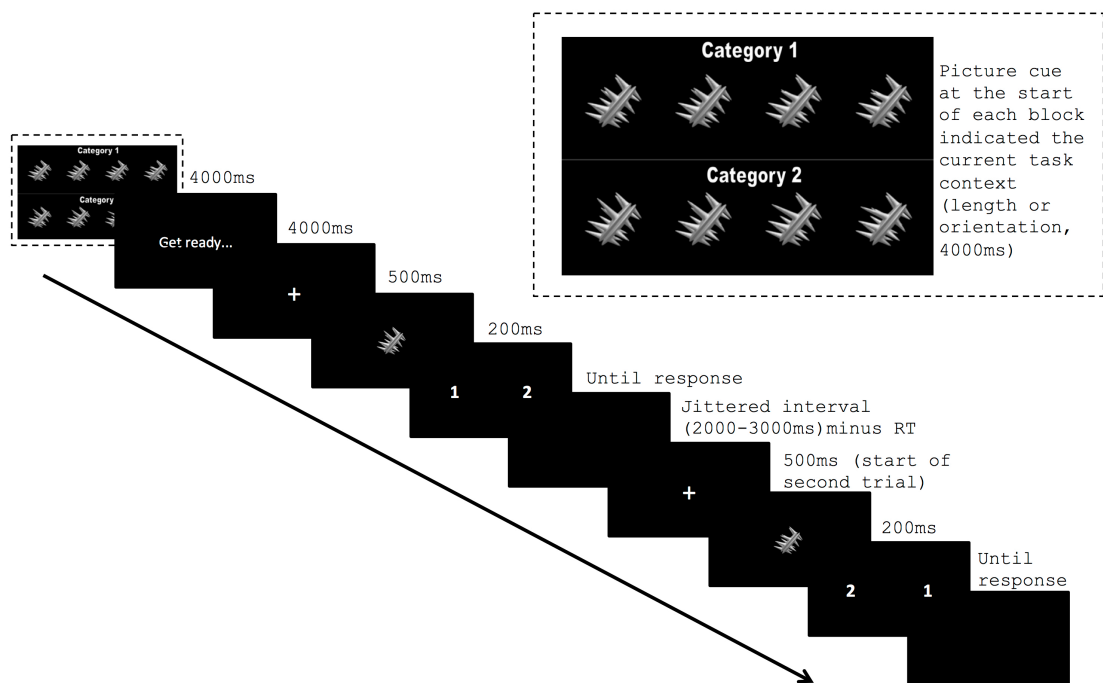 Category 1
Category 2
Picture cue
at the start
of each block
indicated the
current task
context
(length or
orientation,
4000ms)
Category 1
Category
4000ms
Get ready...
4000ms
+
500ms
200ms
1 2
Until response
Jittered interval
(2000-3000ms)minus RT
+
500ms (start of
second trial)
200ms
2 1
Until
response